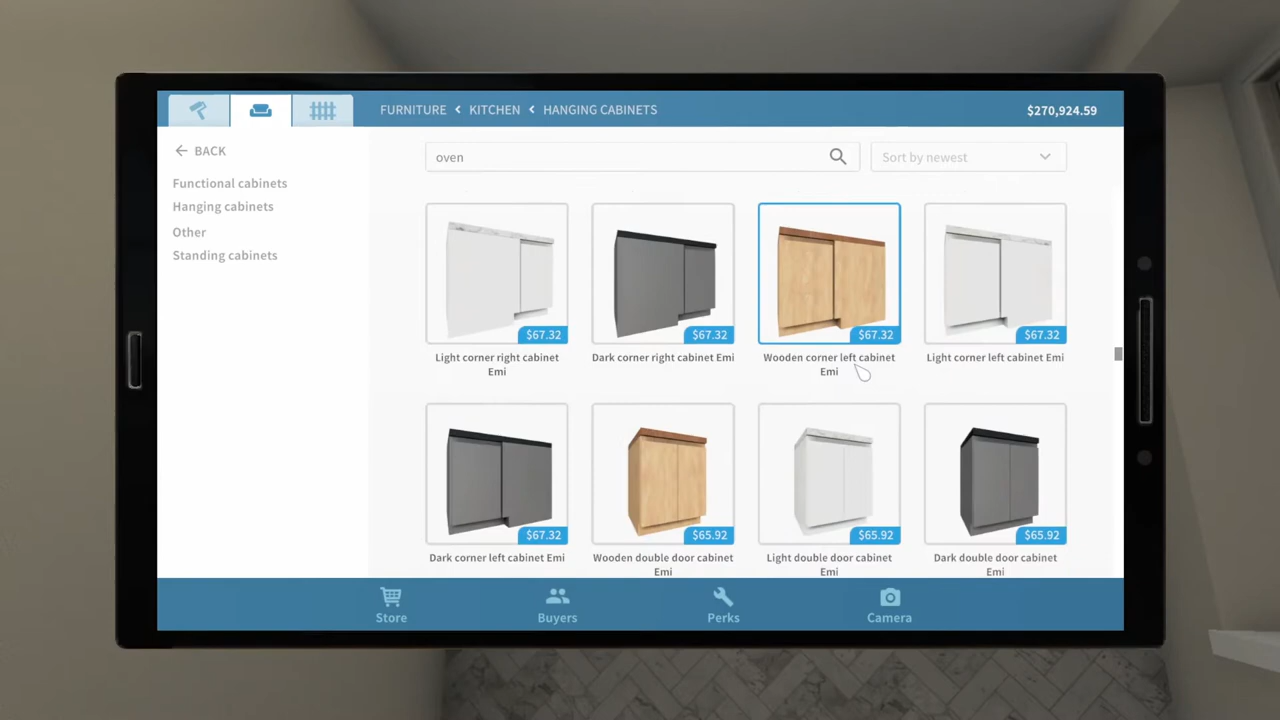 FURNITURE < KITCHEN < HANGING CABINETS
$270,924.59
BACK
Functional cabinets
Hanging cabinets
Other
Standing cabinets
oven
Sort by newest
$67.32
$67.32
$67.32
$67.32
Light corner right cabinet
Emi
Dark corner right cabinet Emi
Wooden corner left cabinet
Emi
Light corner left cabinet Emi
$67.32
$65.92
$65.92
$65.92
Dark corner left cabinet Emi
Wooden double door cabinet
Emi
Light double door cabinet
Emi
Dark double door cabinet
Emi
Store
Buyers
Perks
Camera